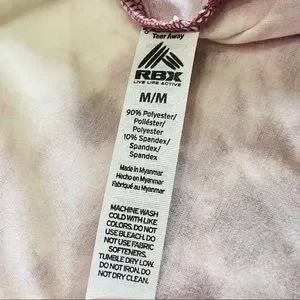 Tear Away
RBX
LIVE LIFE ACTIVE
M/M
90% Polyester/
Poliéster/
Polyester
10% Spandex/
Spandex/
Spandex
Made in Myanmar
Hecho en Myanmar
Fabriqué au Myanmar
MACHINE WASH
COLD WITH LIKE
COLORS. DO NOT
USE BLEACH. DO
NOT USE FABRIC
SOFTENERS.
TUMBLE DRY LOW.
DO NOT IRON. DO
NOT DRY CLEAN.